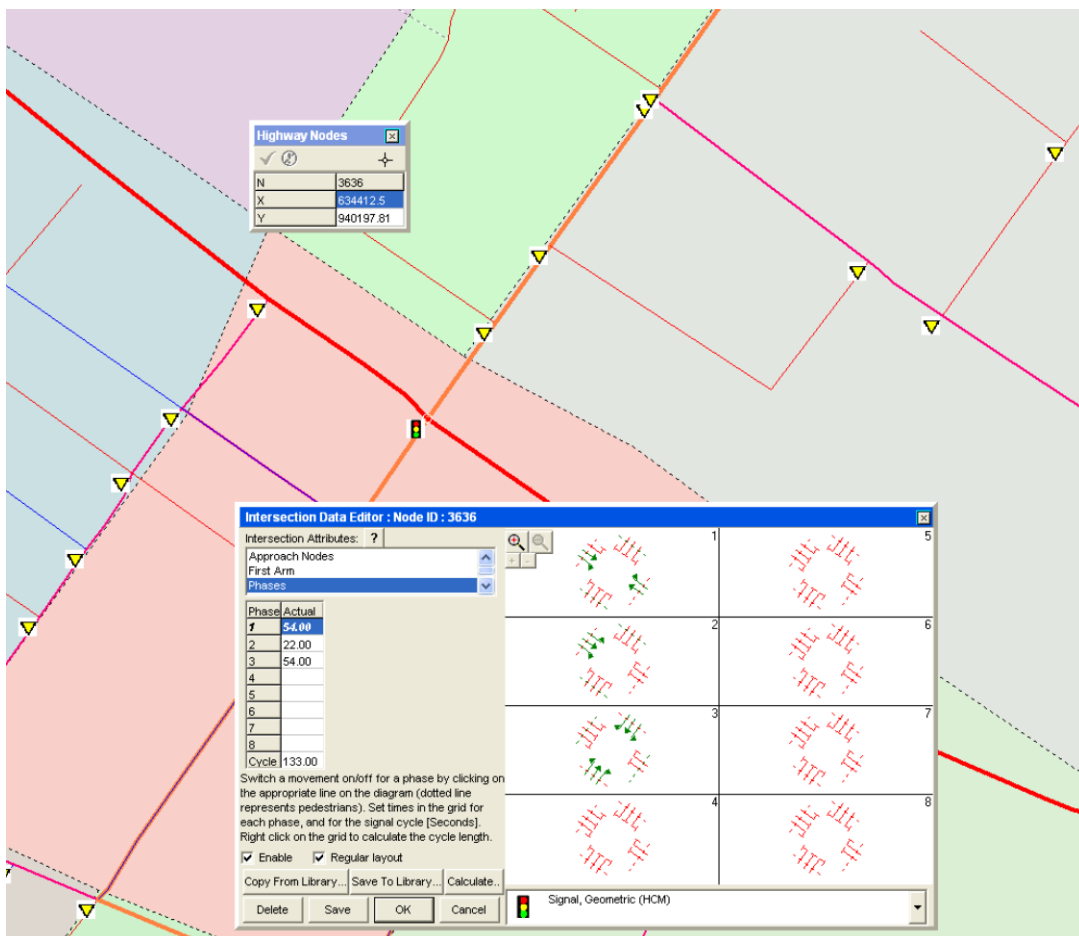 Highway Nodes
N 3636
X 634412.5
Y 940197.81
Intersection Data Editor : Node ID : 3636
Intersection Attributes: ?
Approach Nodes
First Arm
Phases
Phase Actual
1 54.00
2 22.00
3 54.00
4
5
6
7
8
Cycle 133.00
Switch a movement on/off for a phase by clicking on
the appropriate line on the diagram (dotted line
represents pedestrians). Set times in the grid for
each phase, and for the signal cycle [Seconds].
Right click on the grid to calculate the cycle length.
Enable Regular layout
Copy From Library... Save To Library... Calculate..
Delete Save OK Cancel
+ -
1 5
2 6
3 7
4 8
Signal, Geometric (HCM)